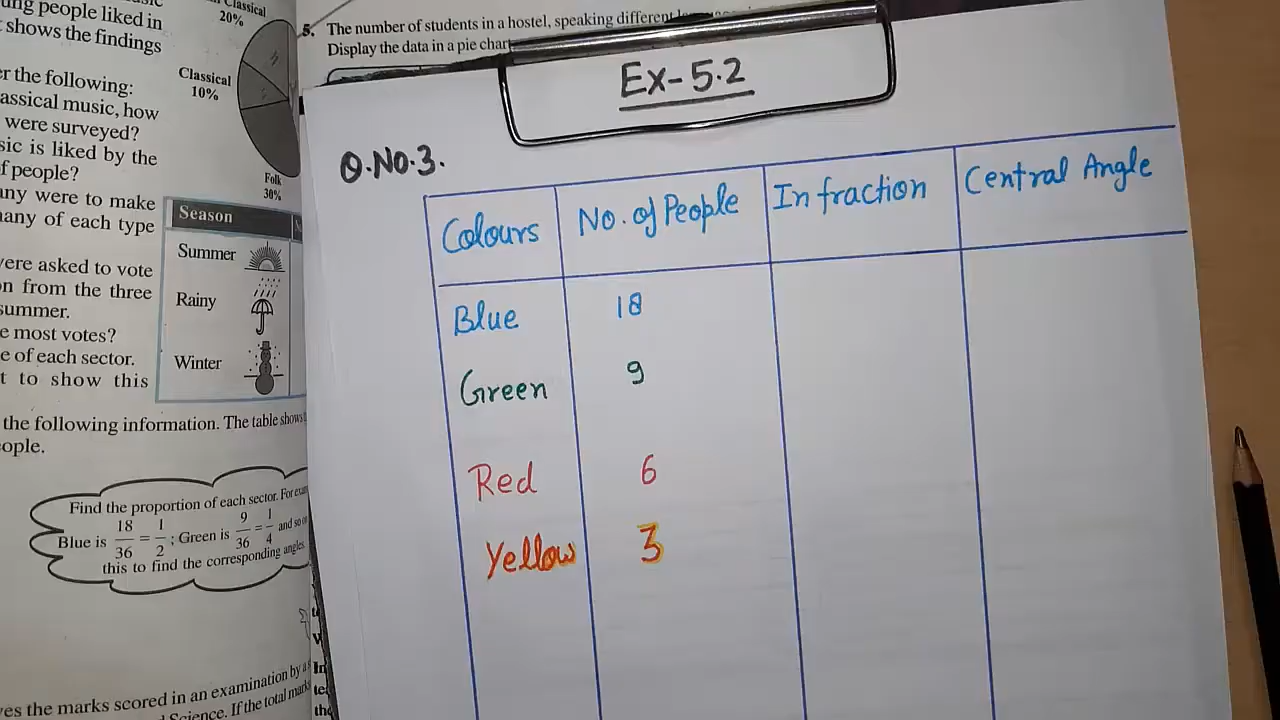 ung people liked in
shows the findings
er the following:
assical music, how
were surveyed?
sic is liked by the
f people?
any were to make
many of each type
were asked to vote
n from the three
summer.
e most votes?
e of each sector.
t to show this
the following information. The table shows
ople.
Find the proportion of each sector. For
Blue is 18/36 = 1/2 ; Green is 9/36 = 1/4 and so
this to find the corresponding angles.
ves the marks scored in an examination by a
Science. If the total marks
Classical
20%
Classical
10%
Folk
30%
Season
Summer
Rainy
Winter
5. The number of students in a hostel, speaking different
Display the data in a pie chart
Ex-5.2
Q.No.3.
Colours No. of People In fraction Central Angle
Blue 18
Green 9
Red 6
Yellow 3